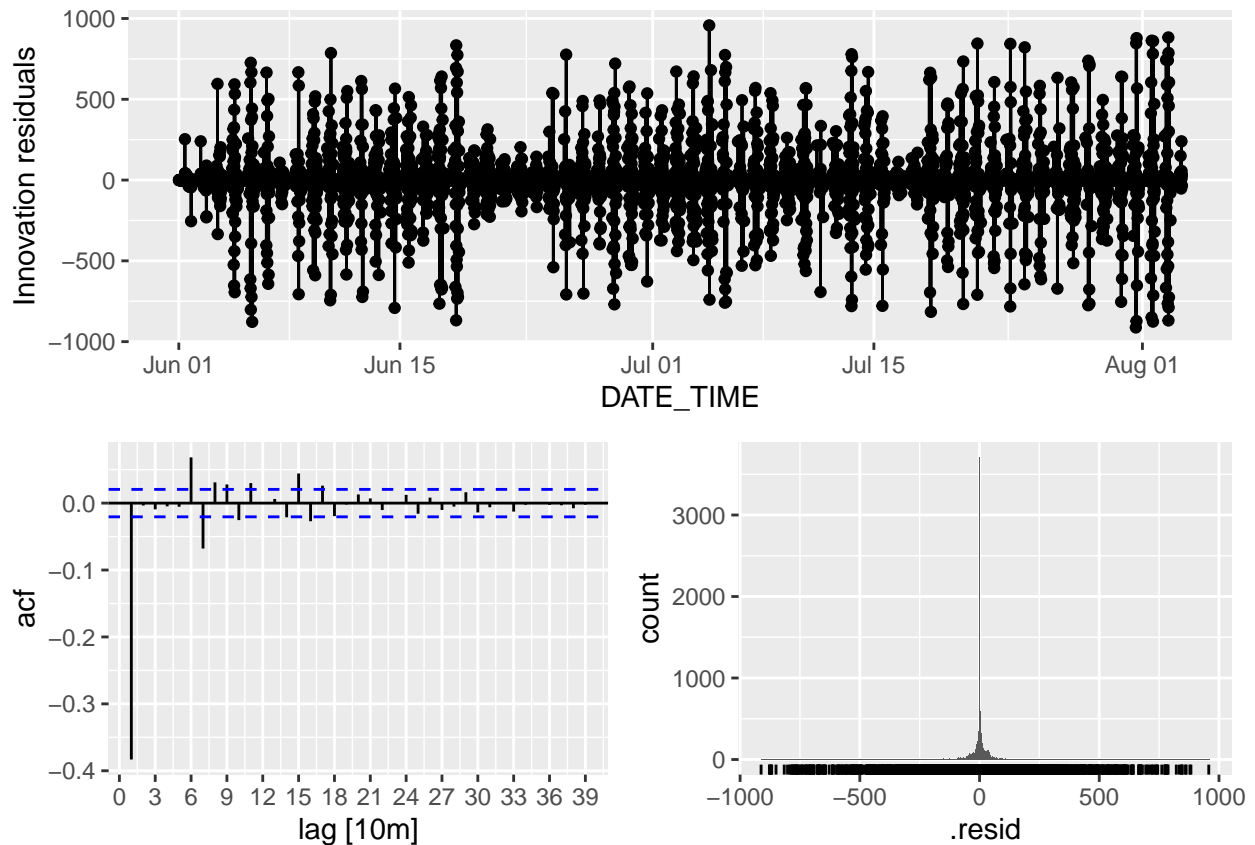 1000
500
0
−500
−1000
Innovation residuals
Jun 01 Jun 15 Jul 01 Jul 15 Aug 01
DATE_TIME
0.0
−0.1
−0.2
−0.3
−0.4
acf
0 3 6 9 12 15 18 21 24 27 30 33 36 39
lag [10m]
3000
2000
1000
0
count
−1000 −500 0 500 1000
.resid